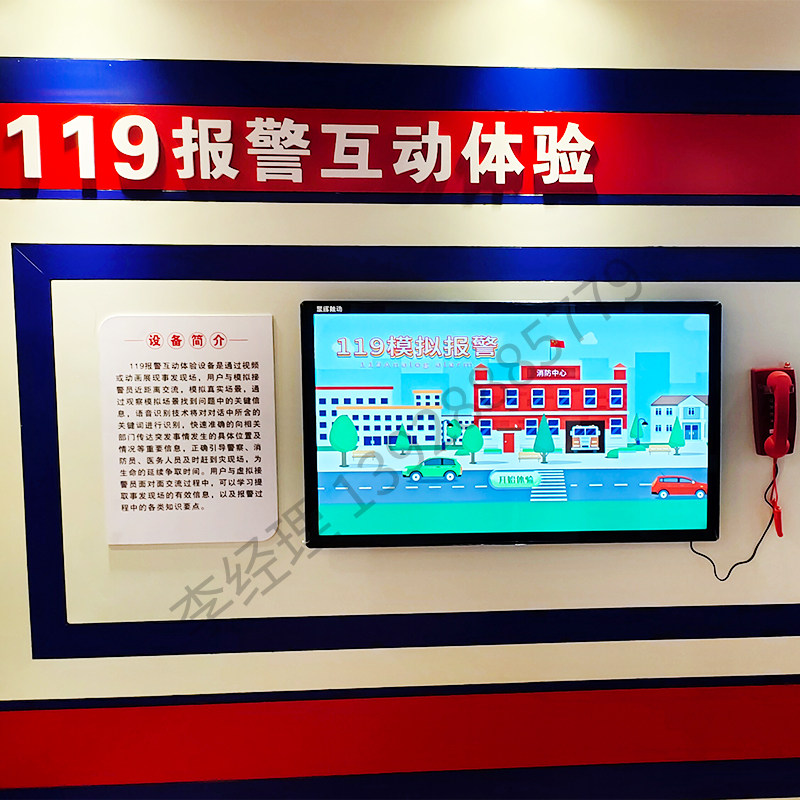 119报警互动体验
显辉触动
119模拟报警
消防中心
开始体验
设备简介
119报警互动体验设备是通过视频
或动画展现事发现场，用户与模拟接
警员近距离交流，模拟真实场景，通
过观察模拟场景找到问题中的关键信
息，语音识别技术将对对话中所含的
关键词进行识别，快速准确的向相关
部门传达突发事情发生的具体位置及
情况等重要信息，正确引导警察、消
防员、医务人员及时赶到灾现场，为
生命的延续争取时间。用户与虚拟接
警员面对面交流过程中，可以学习提
取事发现场的有效信息，以及报警过
程中的各类知识要点。
李经理 13928885779